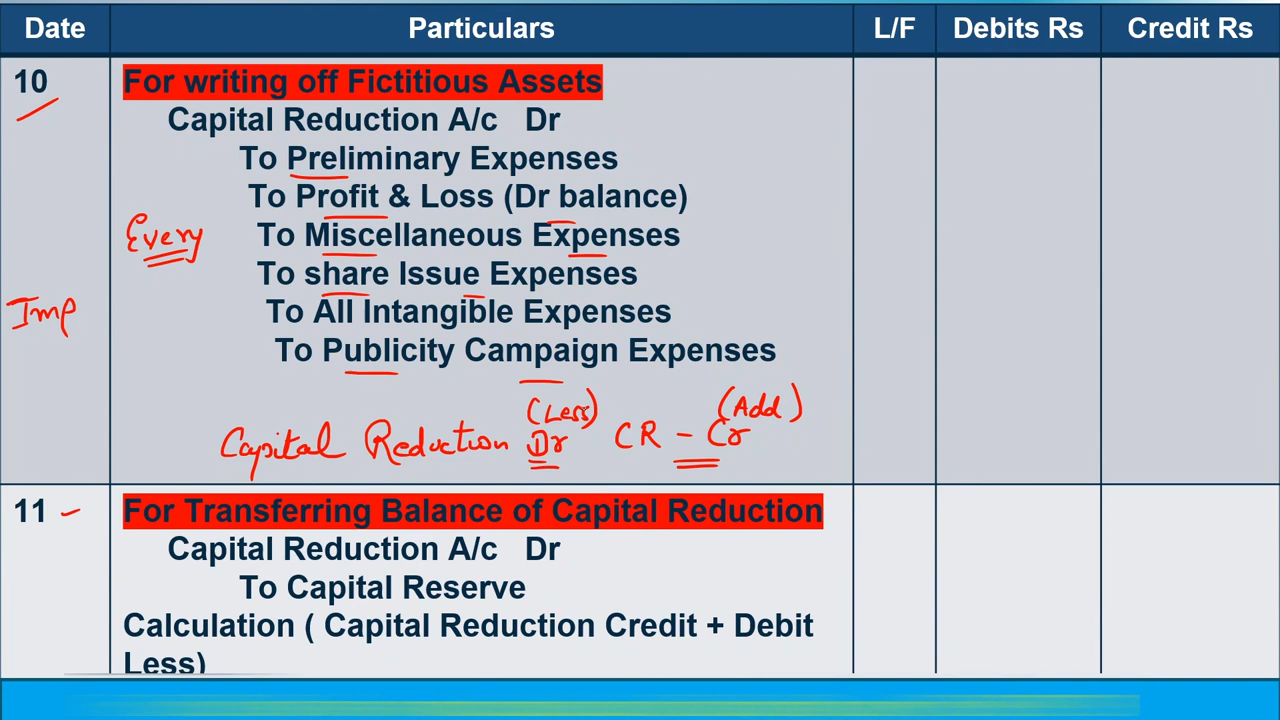 Date Particulars L/F Debits Rs Credit Rs
10 For writing off Fictitious Assets
Capital Reduction A/c Dr
To Preliminary Expenses
To Profit & Loss (Dr balance)
Every To Miscellaneous Expenses
To share Issue Expenses
Imp To All Intangible Expenses
To Publicity Campaign Expenses
(Less) (Add)
Capital Reduction Dr CR - Cr
11 For Transferring Balance of Capital Reduction
Capital Reduction A/c Dr
To Capital Reserve
Calculation ( Capital Reduction Credit + Debit
Less)